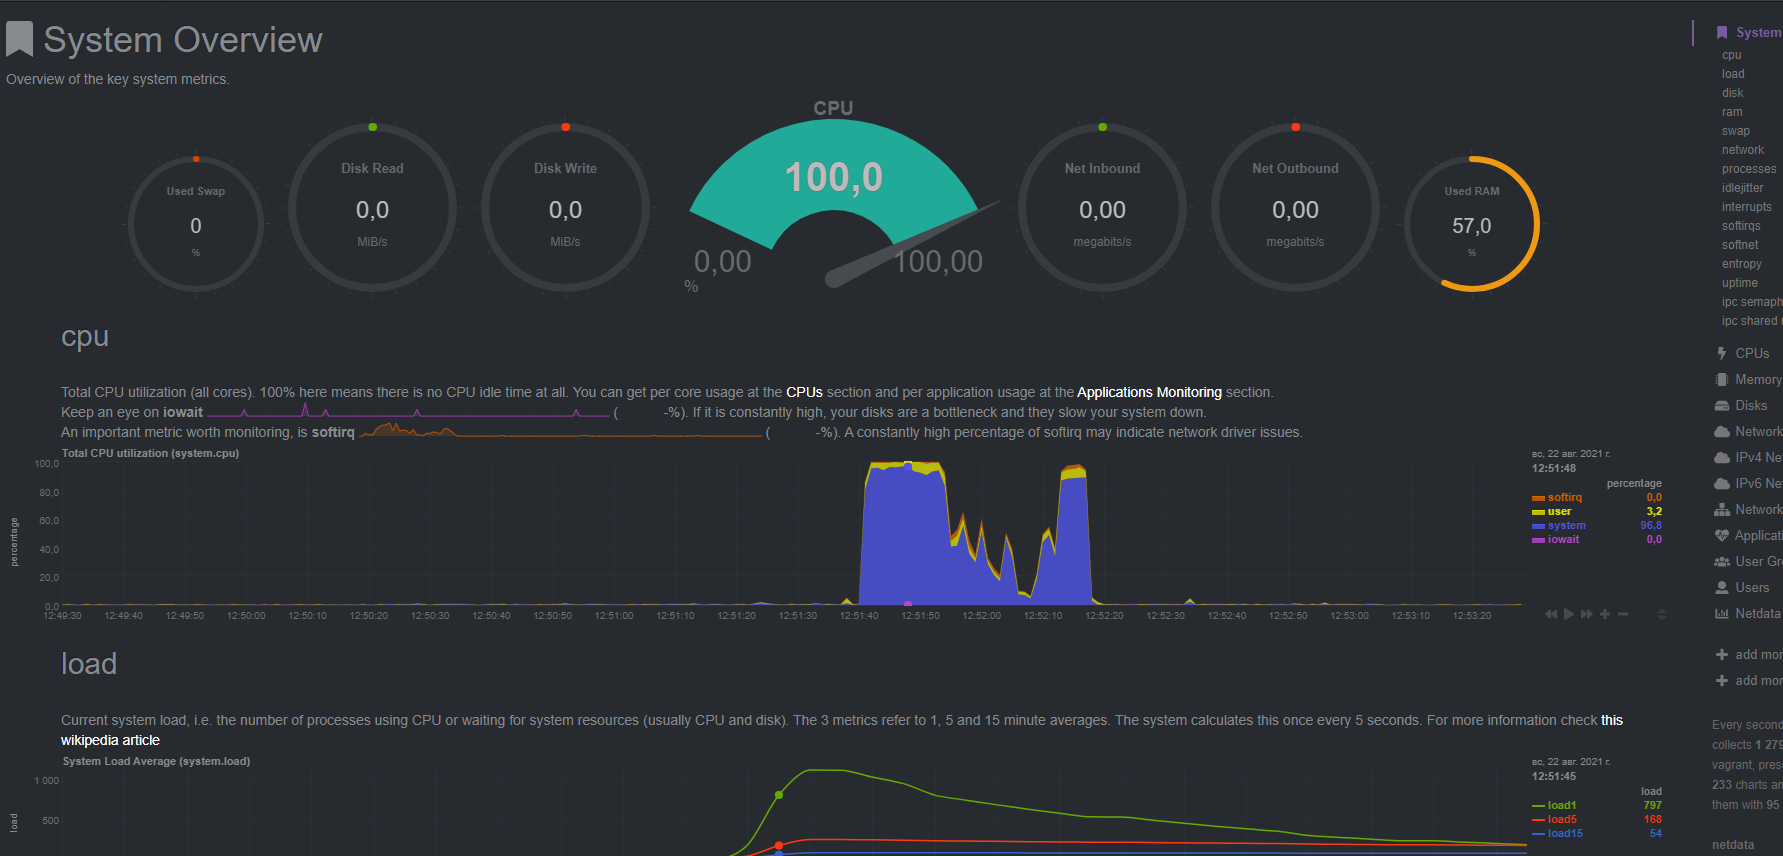 System Overview
Overview of the key system metrics.
Used Swap
0
%
Disk Read
0,0
MiB/s
Disk Write
0,0
MiB/s
CPU
100,0
0,00
100,00
%
Net Inbound
0,00
megabits/s
Net Outbound
0,00
megabits/s
Used RAM
57,0
%
cpu
Total CPU utilization (all cores). 100% here means there is no CPU idle time at all. You can get per core usage at the CPUs section and per application usage at the Applications Monitoring section.
Keep an eye on iowait ( -%). If it is constantly high, your disks are a bottleneck and they slow your system down.
An important metric worth monitoring, is softirq ( -%). A constantly high percentage of softirq may indicate network driver issues.
Total CPU utilization (system.cpu)
percentage
100,0
80,0
60,0
40,0
20,0
0,0
12:49:30 12:49:40 12:49:50 12:50:00 12:50:10 12:50:20 12:50:30 12:50:40 12:50:50 12:51:00 12:51:10 12:51:20 12:51:30 12:51:40 12:51:50 12:52:00 12:52:10 12:52:20 12:52:30 12:52:40 12:52:50 12:53:00 12:53:10 12:53:20
вс, 22 авг. 2021 г.
12:51:48
percentage
softirq 0,0
user 3,2
system 96,8
iowait 0,0
load
Current system load, i.e. the number of processes using CPU or waiting for system resources (usually CPU and disk). The 3 metrics refer to 1, 5 and 15 minute averages. The system calculates this once every 5 seconds. For more information check this
wikipedia article
System Load Average (system.load)
load
1 000
500
вс, 22 авг. 2021 г.
12:51:45
load
load1 797
load5 168
load15 54
System
cpu
load
disk
ram
swap
network
processes
idlejitter
interrupts
softirqs
softnet
entropy
uptime
ipc semaph
ipc shared
CPUs
Memory
Disks
Network
IPv4 Net
IPv6 Net
Network
Applicati
User Gr
Users
Netdata
add mor
add mor
Every second
collects 1 279
vagrant, pres
233 charts an
them with 95
netdata